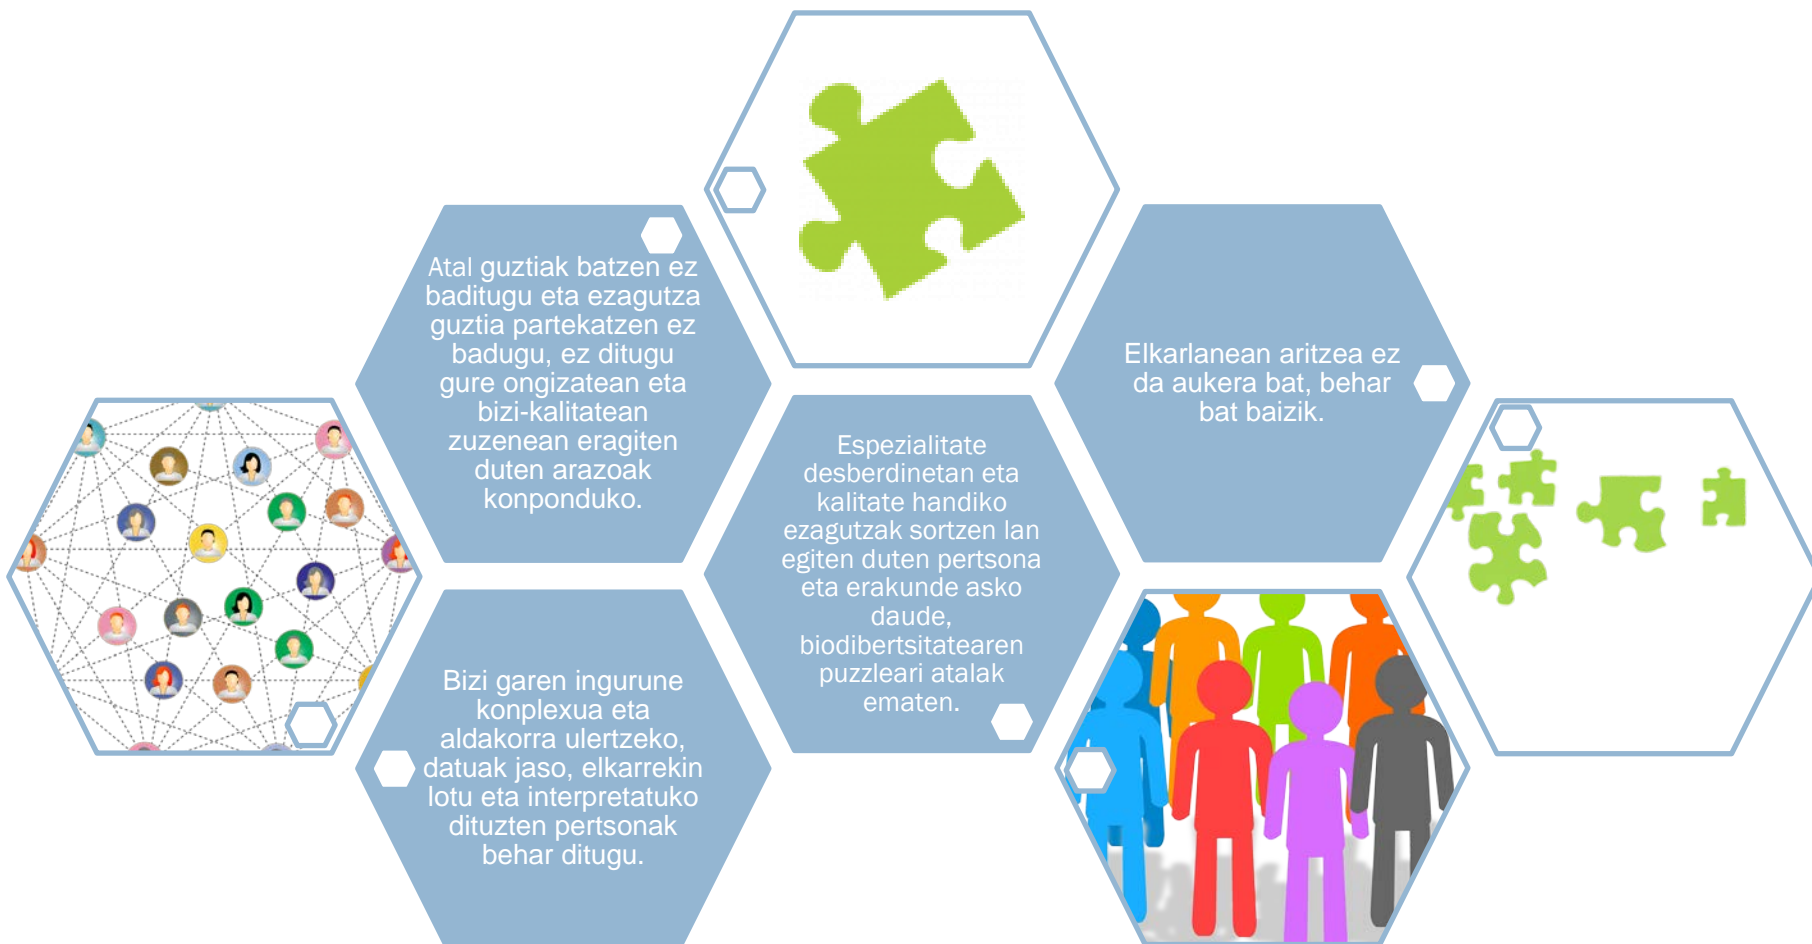 Atal guztiak batzen ez
baditugu eta ezagutza
guztia partekatzen ez
badugu, ez ditugu
gure ongizatean eta
bizi-kalitatean
zuzenean eragiten
duten arazoak
konponduko.
Elkarlanean aritzea ez
da aukera bat, behar
bat baizik.
Espezialitate
desberdinetan eta
kalitate handiko
ezagutzak sortzen lan
egiten duten pertsona
eta erakunde asko
daude,
biodibertsitatearen
puzzleari atalak
ematen.
Bizi garen ingurune
konplexua eta
aldakorra ulertzeko,
datuak jaso, elkarrekin
lotu eta interpretatuko
dituzten pertsonak
behar ditugu.